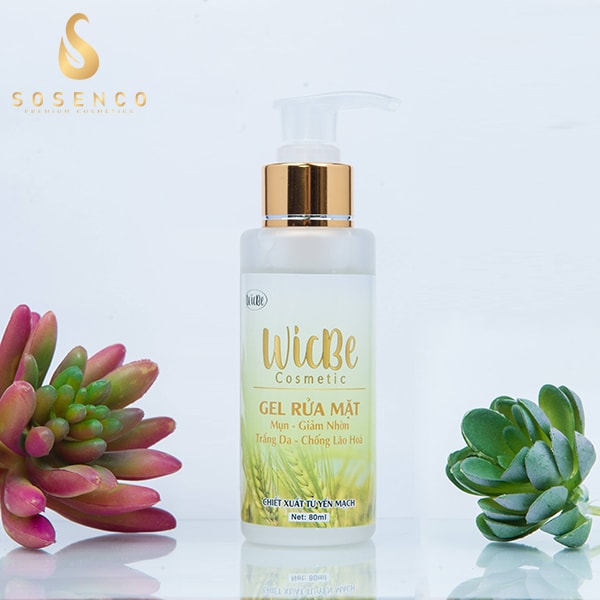 SOSENCO
PREMIUM COSMETICS
WicBe
WicBe
Cosmetic
GEL RỬA MẶT
Mụn - Giảm Nhờn
Trắng Da - Chống Lão Hoá
CHIẾT XUẤT TỪ YẾN MẠCH
Net: 80ml